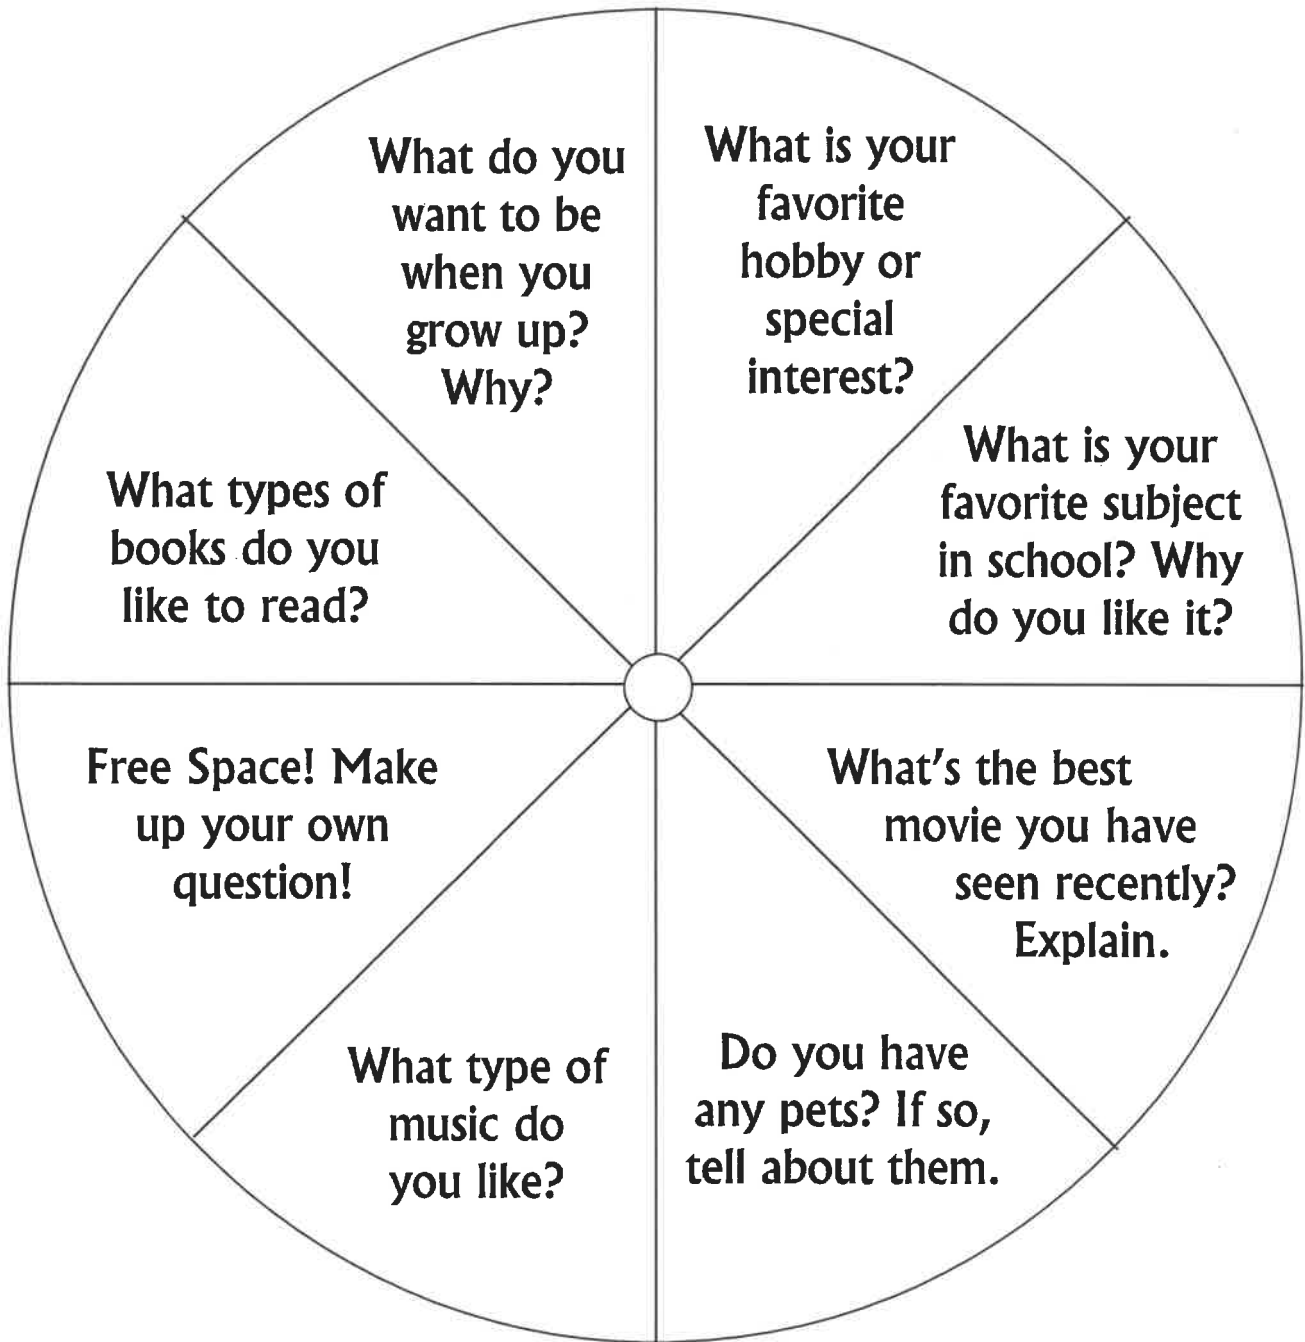 What do you
want to be
when you
grow up?
Why?
What is your
favorite
hobby or
special
interest?
What is your
favorite subject
in school? Why
do you like it?
What's the best
movie you have
seen recently?
Explain.
Do you have
any pets? If so,
tell about them.
What type of
music do
you like?
Free Space! Make
up your own
question!
What types of
books do you
like to read?